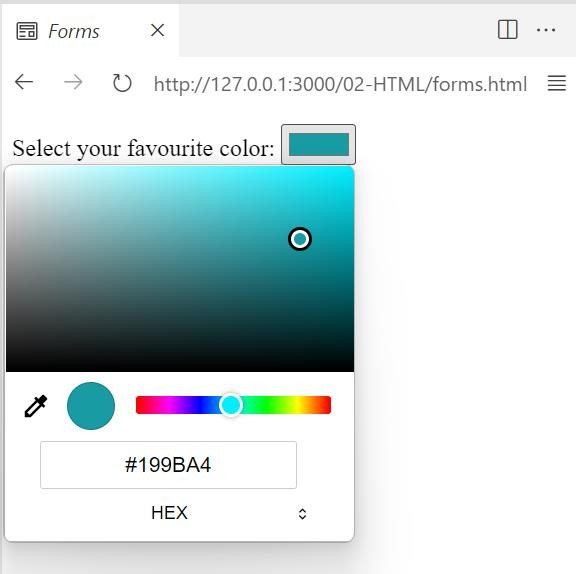 Forms
http://127.0.0.1:3000/02-HTML/forms.html
Select your favourite color:
#199BA4
HEX